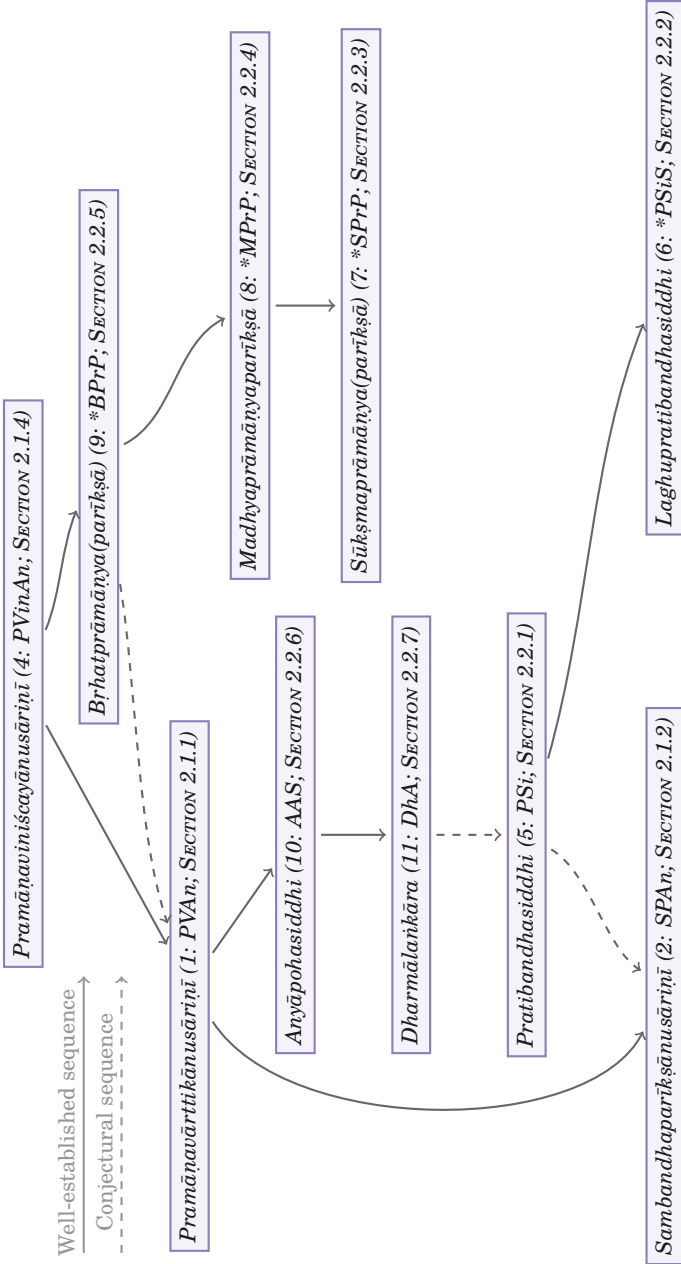 Well-established sequence
Conjectural sequence
Pramāṇaviniścayānusāriṇī (4: PVinAn; SECTION 2.1.4)
Bṛhatprāmāṇya(parīkṣā) (9: *BPrP; SECTION 2.2.5)
Pramāṇavārttikānusāriṇī (1: PVAn; SECTION 2.1.1)
Madhyaprāmāṇyaparīkṣā (8: *MPrP; SECTION 2.2.4)
Anyāpohasiddhi (10: AAS; SECTION 2.2.6)
Sūkṣmaprāmāṇya(parīkṣā) (7: *SPrP; SECTION 2.2.3)
Dharmālaṅkāra (11: DhA; SECTION 2.2.7)
Pratibandhasiddhi (5: PSi; SECTION 2.2.1)
Sambandhaparīkṣānusāriṇī (2: SPAn; SECTION 2.1.2)
Laghupratibandhasiddhi (6: *PSiS; SECTION 2.2.2)